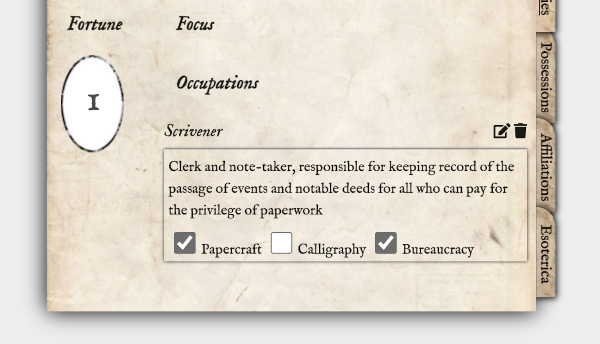 Fortune
Focus
1
Occupations
Scrivener
Clerk and note-taker, responsible for keeping record of the
passage of events and notable deeds for all who can pay for
the privilege of paperwork
Papercraft Calligraphy Bureaucracy
Possessions
Affiliations
Esoterica